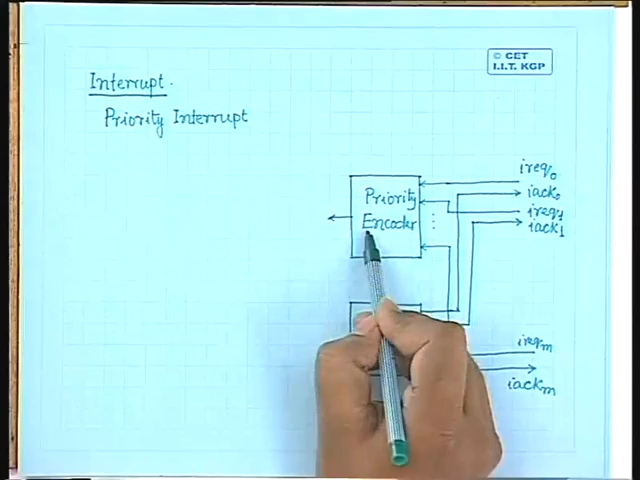 © CET
I.I.T. KGP
Interrupt.
Priority Interrupt
Priority
Encoder
ireq0
iack0
ireq1
iack1
ireqm
iackm